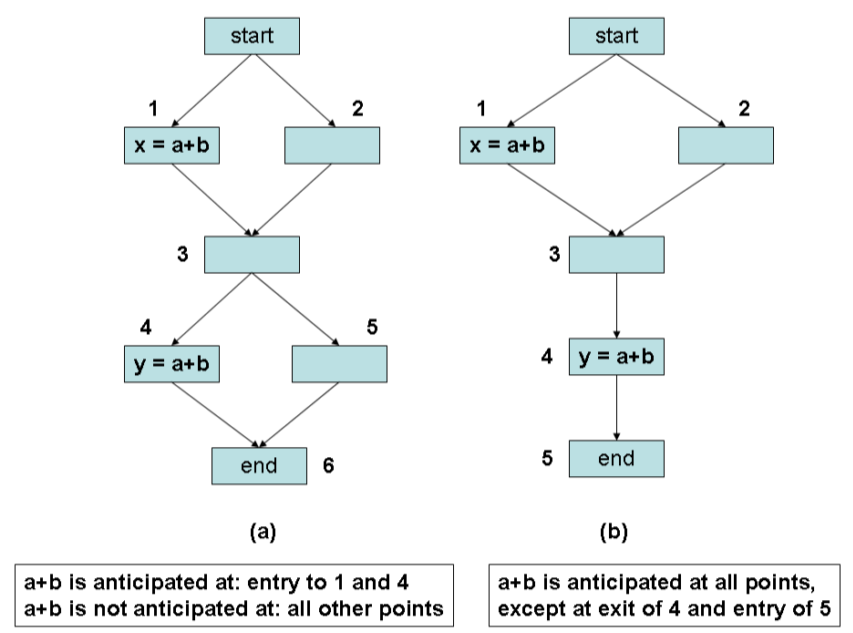 start
1
2
x = a+b
3
4
5
y = a+b
end
6
(a)
a+b is anticipated at: entry to 1 and 4
a+b is not anticipated at: all other points
start
1
2
x = a+b
3
4
y = a+b
5
end
(b)
a+b is anticipated at all points,
except at exit of 4 and entry of 5